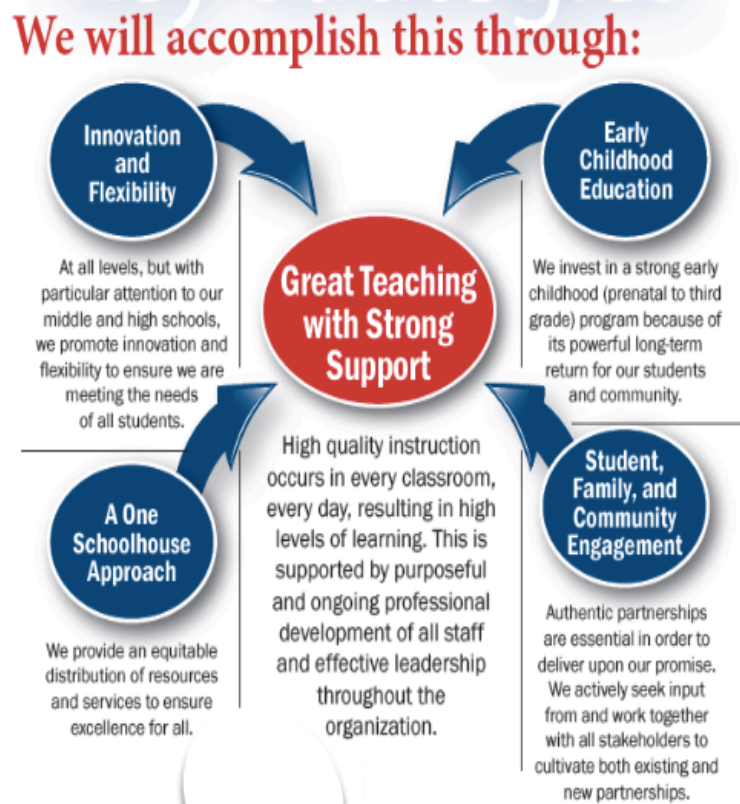 We will accomplish this through:
Innovation
and
Flexibility
At all levels, but with
particular attention to our
middle and high schools,
we promote innovation and
flexibility to ensure we are
meeting the needs
of all students.
Early
Childhood
Education
We invest in a strong early
childhood (prenatal to third
grade) program because of
its powerful long-term
return for our students
and community.
Great Teaching
with Strong
Support
High quality instruction
occurs in every classroom,
every day, resulting in high
levels of learning. This is
supported by purposeful
and ongoing professional
development of all staff
and effective leadership
throughout the
organization.
A One
Schoolhouse
Approach
We provide an equitable
distribution of resources
and services to ensure
excellence for all.
Student,
Family, and
Community
Engagement
Authentic partnerships
are essential in order to
deliver upon our promise.
We actively seek input
from and work together
with all stakeholders to
cultivate both existing and
new partnerships.